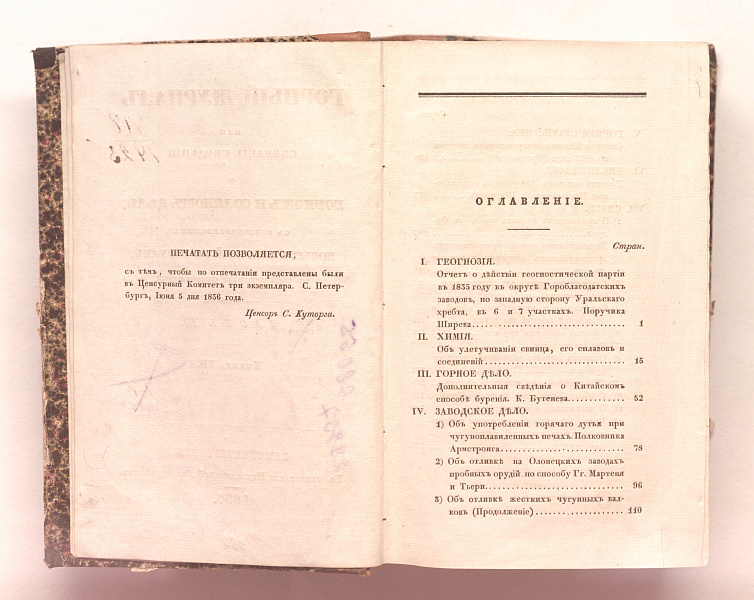 ПЕЧАТАТЬ ПОЗВОЛЯЕТСЯ,
съ тѣмъ, чтобы по отпечатаніи представлены были
въ Ценсурный Комитетъ три экземпляра. С. Петер-
бургъ, Іюня 5 дня 1836 года.
Ценсоръ С. Куторга.
ОГЛАВЛЕНІЕ.
Стран.
I. ГЕОГНОЗІЯ.
Отчетъ о дѣйствіи геогностической партіи
въ 1835 году въ округѣ Гороблагодатскихъ
заводовъ, по западную сторону Уральскаго
хребта, въ 6 и 7 участкахъ. Поручика
Ширева..... 1
II. ХИМІЯ.
Объ улетучиваніи свинца, его сплавовъ и
соединеній..... 15
III. ГОРНОЕ ДѢЛО.
Дополнительныя свѣдѣнія о Китайскомъ
способѣ буренія. К. Бутенева..... 52
IV. ЗАВОДСКОЕ ДѢЛО.
1) Объ употребленіи горячаго дутья при
чугуноплавиленныхъ печахъ. Полковника
Армстронга..... 78
2) Объ отливкѣ на Олонецкихъ заводахъ
пробныхъ орудій по способу Гг. Мартеня
и Тьери..... 96
3) Объ отливкѣ жесткихъ чугунныхъ вал-
ковъ (Продолженіе)..... 110